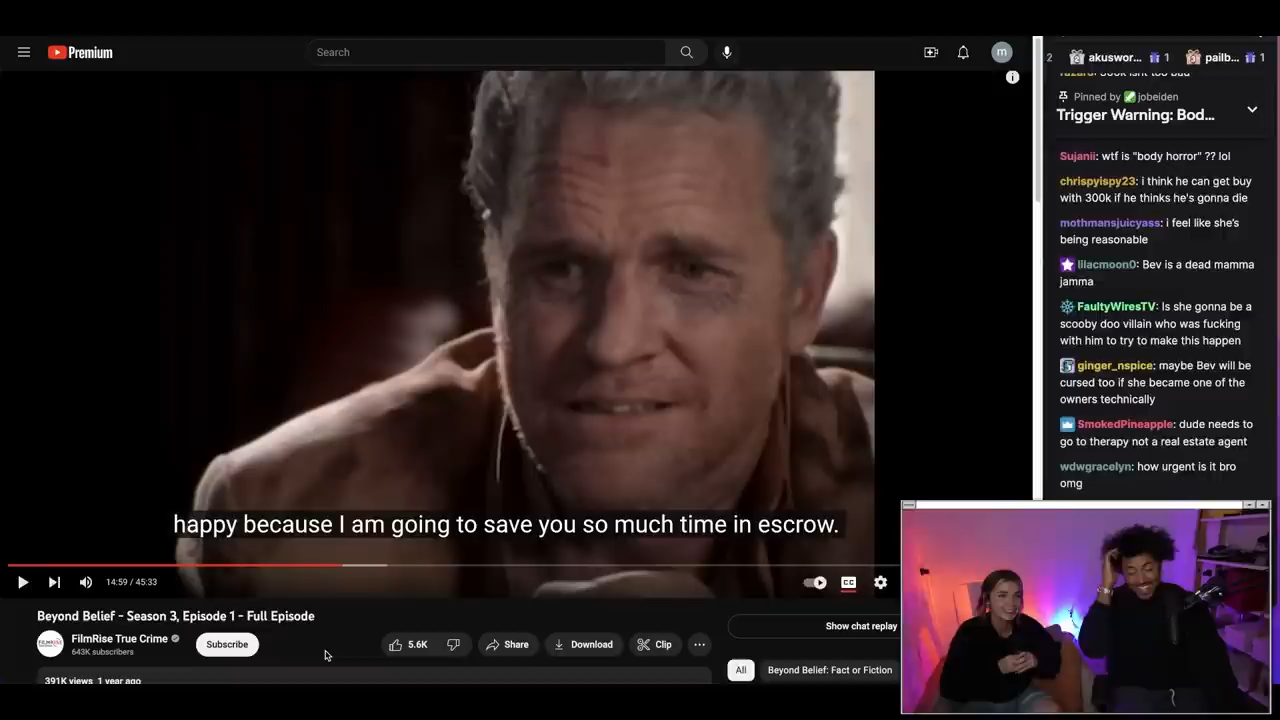 Premium
Search
m
happy because I am going to save you so much time in escrow.
14:59 / 45:33
CC
Beyond Belief - Season 3, Episode 1 - Full Episode
FilmRise True Crime
643K subscribers
Subscribe
5.6K
Share
Download
Clip
391K views 1 year ago
Show chat replay
All
Beyond Belief: Fact or Fiction
2
akuswor... 1
pailb... 1
Pinned by jobeiden
Trigger Warning: Bod...
Sujanii: wtf is "body horror" ?? lol
chrispyispy23: i think he can get buy
with 300k if he thinks he's gonna die
mothmansjuicyass: i feel like she's
being reasonable
lilacmoon0: Bev is a dead mamma
jamma
FaultyWiresTV: Is she gonna be a
scooby doo villain who was fucking
with him to try to make this happen
ginger_nspice: maybe Bev will be
cursed too if she became one of the
owners technically
SmokedPineapple: dude needs to
go to therapy not a real estate agent
wdwgracelyn: how urgent is it bro
omg